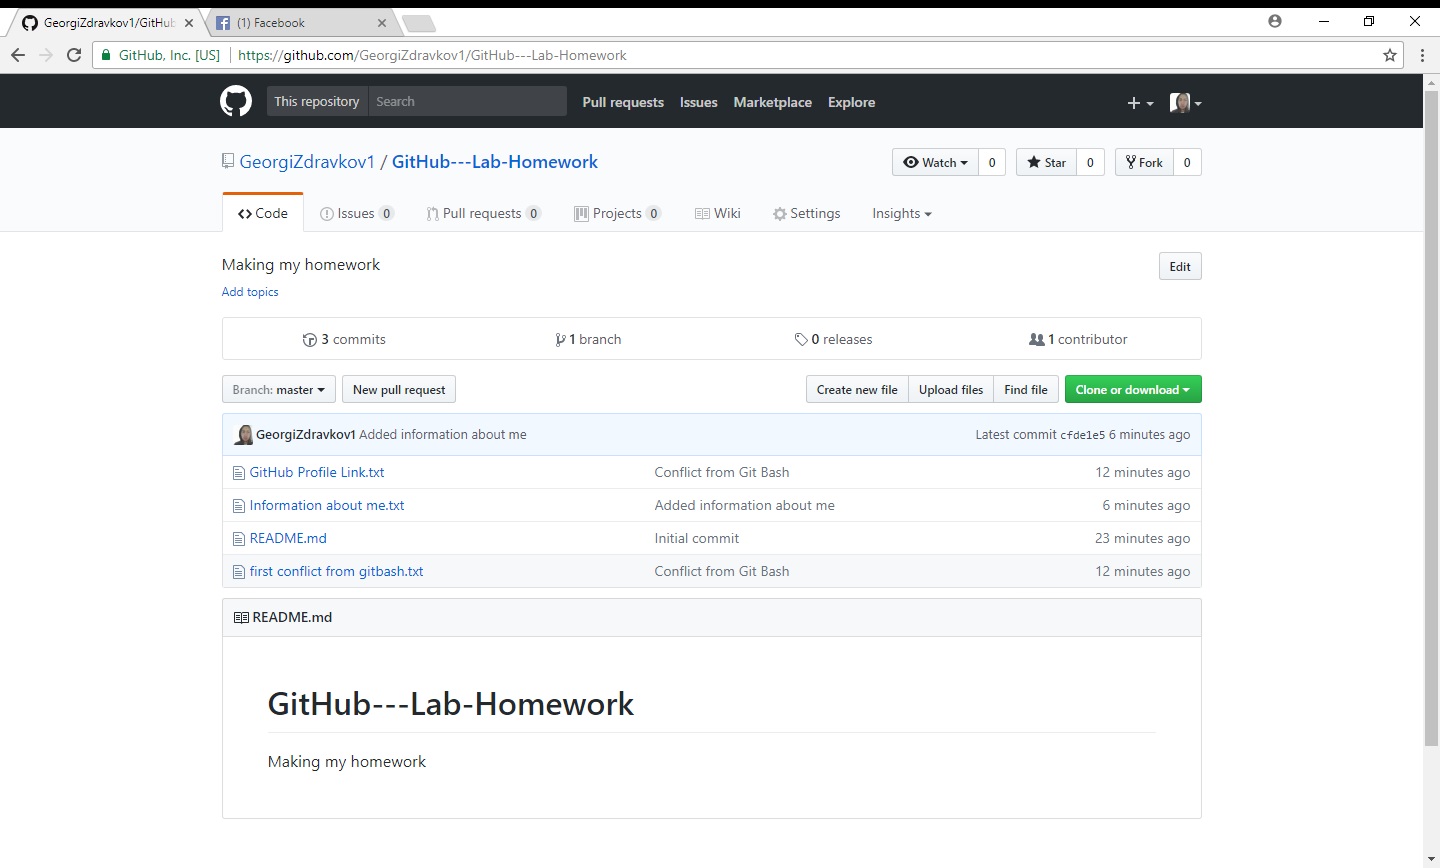 GeorgiZdravkov1/GitHub
(1) Facebook
GitHub, Inc. [US] https://github.com/GeorgiZdravkov1/GitHub---Lab-Homework
This repository Search Pull requests Issues Marketplace Explore
GeorgiZdravkov1 / GitHub---Lab-Homework
Watch 0 Star 0 Fork 0
Code Issues 0 Pull requests 0 Projects 0 Wiki Settings Insights
Making my homework
Edit
Add topics
3 commits 1 branch 0 releases 1 contributor
Branch: master New pull request Create new file Upload files Find file Clone or download
GeorgiZdravkov1 Added information about me Latest commit cfde1e5 6 minutes ago
GitHub Profile Link.txt Conflict from Git Bash 12 minutes ago
Information about me.txt Added information about me 6 minutes ago
README.md Initial commit 23 minutes ago
first conflict from gitbash.txt Conflict from Git Bash 12 minutes ago
README.md
GitHub---Lab-Homework
Making my homework